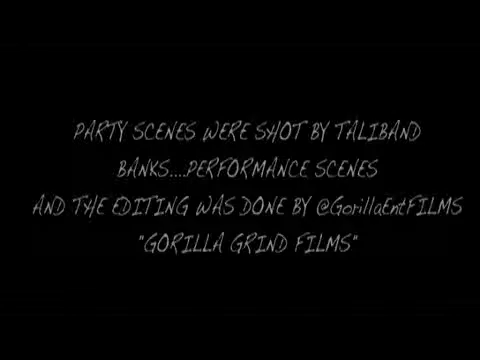 PARTY SCENES WERE SHOT BY TALIBAND
BANKS....PERFORMANCE SCENES
AND THE EDITING WAS DONE BY @GorillaEntFILMS
"GORILLA GRIND FILMS"